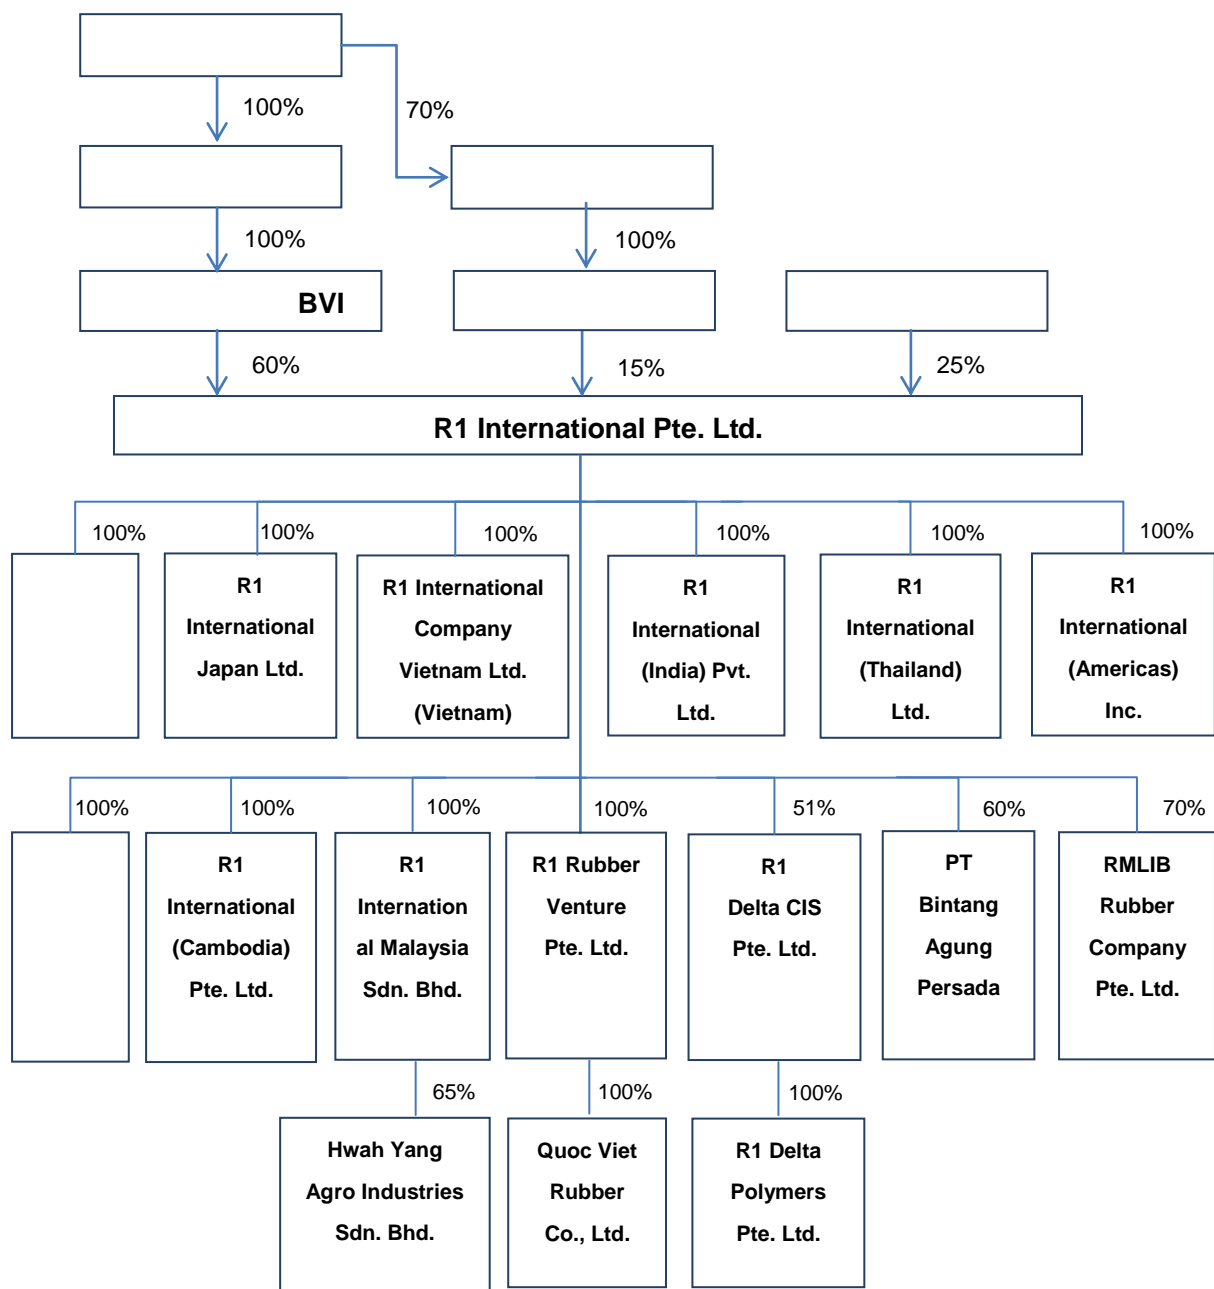 100%
70%
100%
100%
BVI
60%
15%
25%
R1 International Pte. Ltd.
100%
100%
100%
100%
100%
100%
R1
International
Japan Ltd.
R1 International
Company
Vietnam Ltd.
(Vietnam)
R1
International
(India) Pvt.
Ltd.
R1
International
(Thailand)
Ltd.
R1
International
(Americas)
Inc.
100%
100%
100%
100%
51%
60%
70%
R1
International
(Cambodia)
Pte. Ltd.
R1
Internation
al Malaysia
Sdn. Bhd.
R1 Rubber
Venture
Pte. Ltd.
R1
Delta CIS
Pte. Ltd.
PT
Bintang
Agung
Persada
RMLIB
Rubber
Company
Pte. Ltd.
65%
100%
100%
Hwah Yang
Agro Industries
Sdn. Bhd.
Quoc Viet
Rubber
Co., Ltd.
R1 Delta
Polymers
Pte. Ltd.